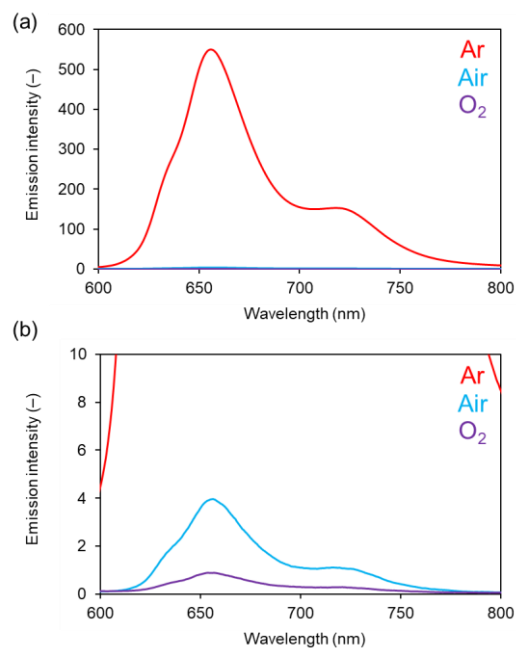 (a)
600
500
400
300
200
100
0
Emission intensity (–)
Ar
Air
O₂
600 650 700 750 800
Wavelength (nm)
(b)
10
8
6
4
2
0
Emission intensity (–)
Ar
Air
O₂
600 650 700 750 800
Wavelength (nm)